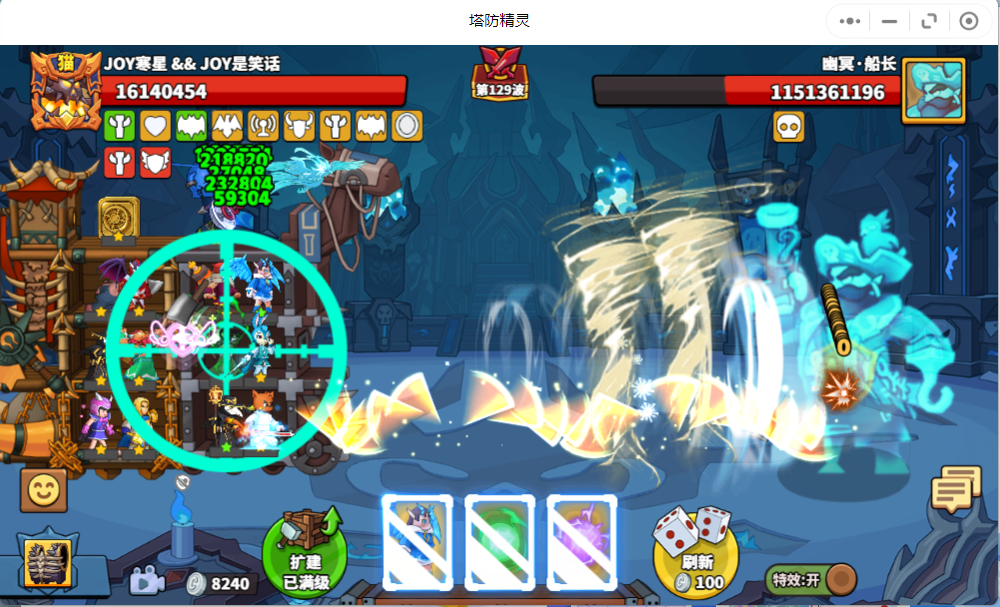 塔防精灵
猫
JOY寒星 && JOY是笑话
16140454
第129波
幽冥·船长
1151361196
218820
232804
59304
扩建
已满级
8240
刷新
100
特效:开